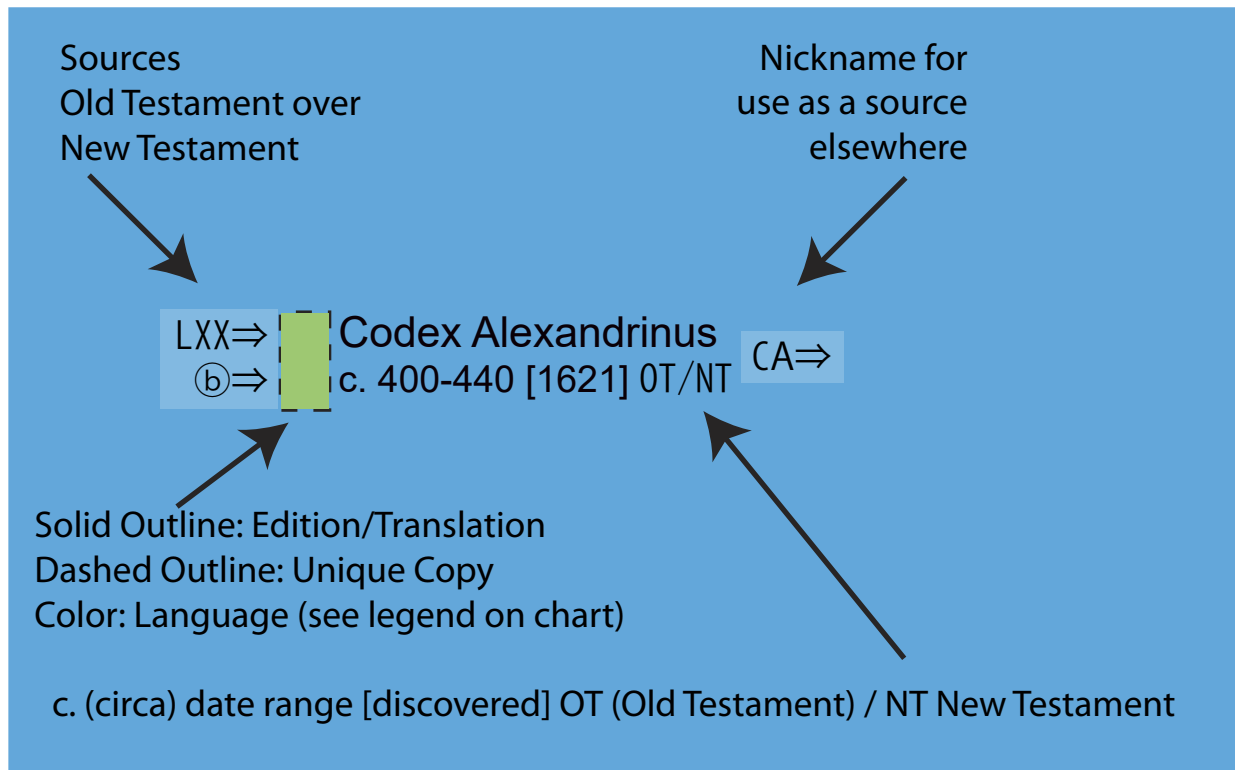 Sources
Old Testament over
New Testament
Nickname for
use as a source
elsewhere
LXX⇒
ⓑ⇒
Codex Alexandrinus
c. 400-440 [1621] OT/NT
CA⇒
Solid Outline: Edition/Translation
Dashed Outline: Unique Copy
Color: Language (see legend on chart)
c. (circa) date range [discovered] OT (Old Testament) / NT New Testament